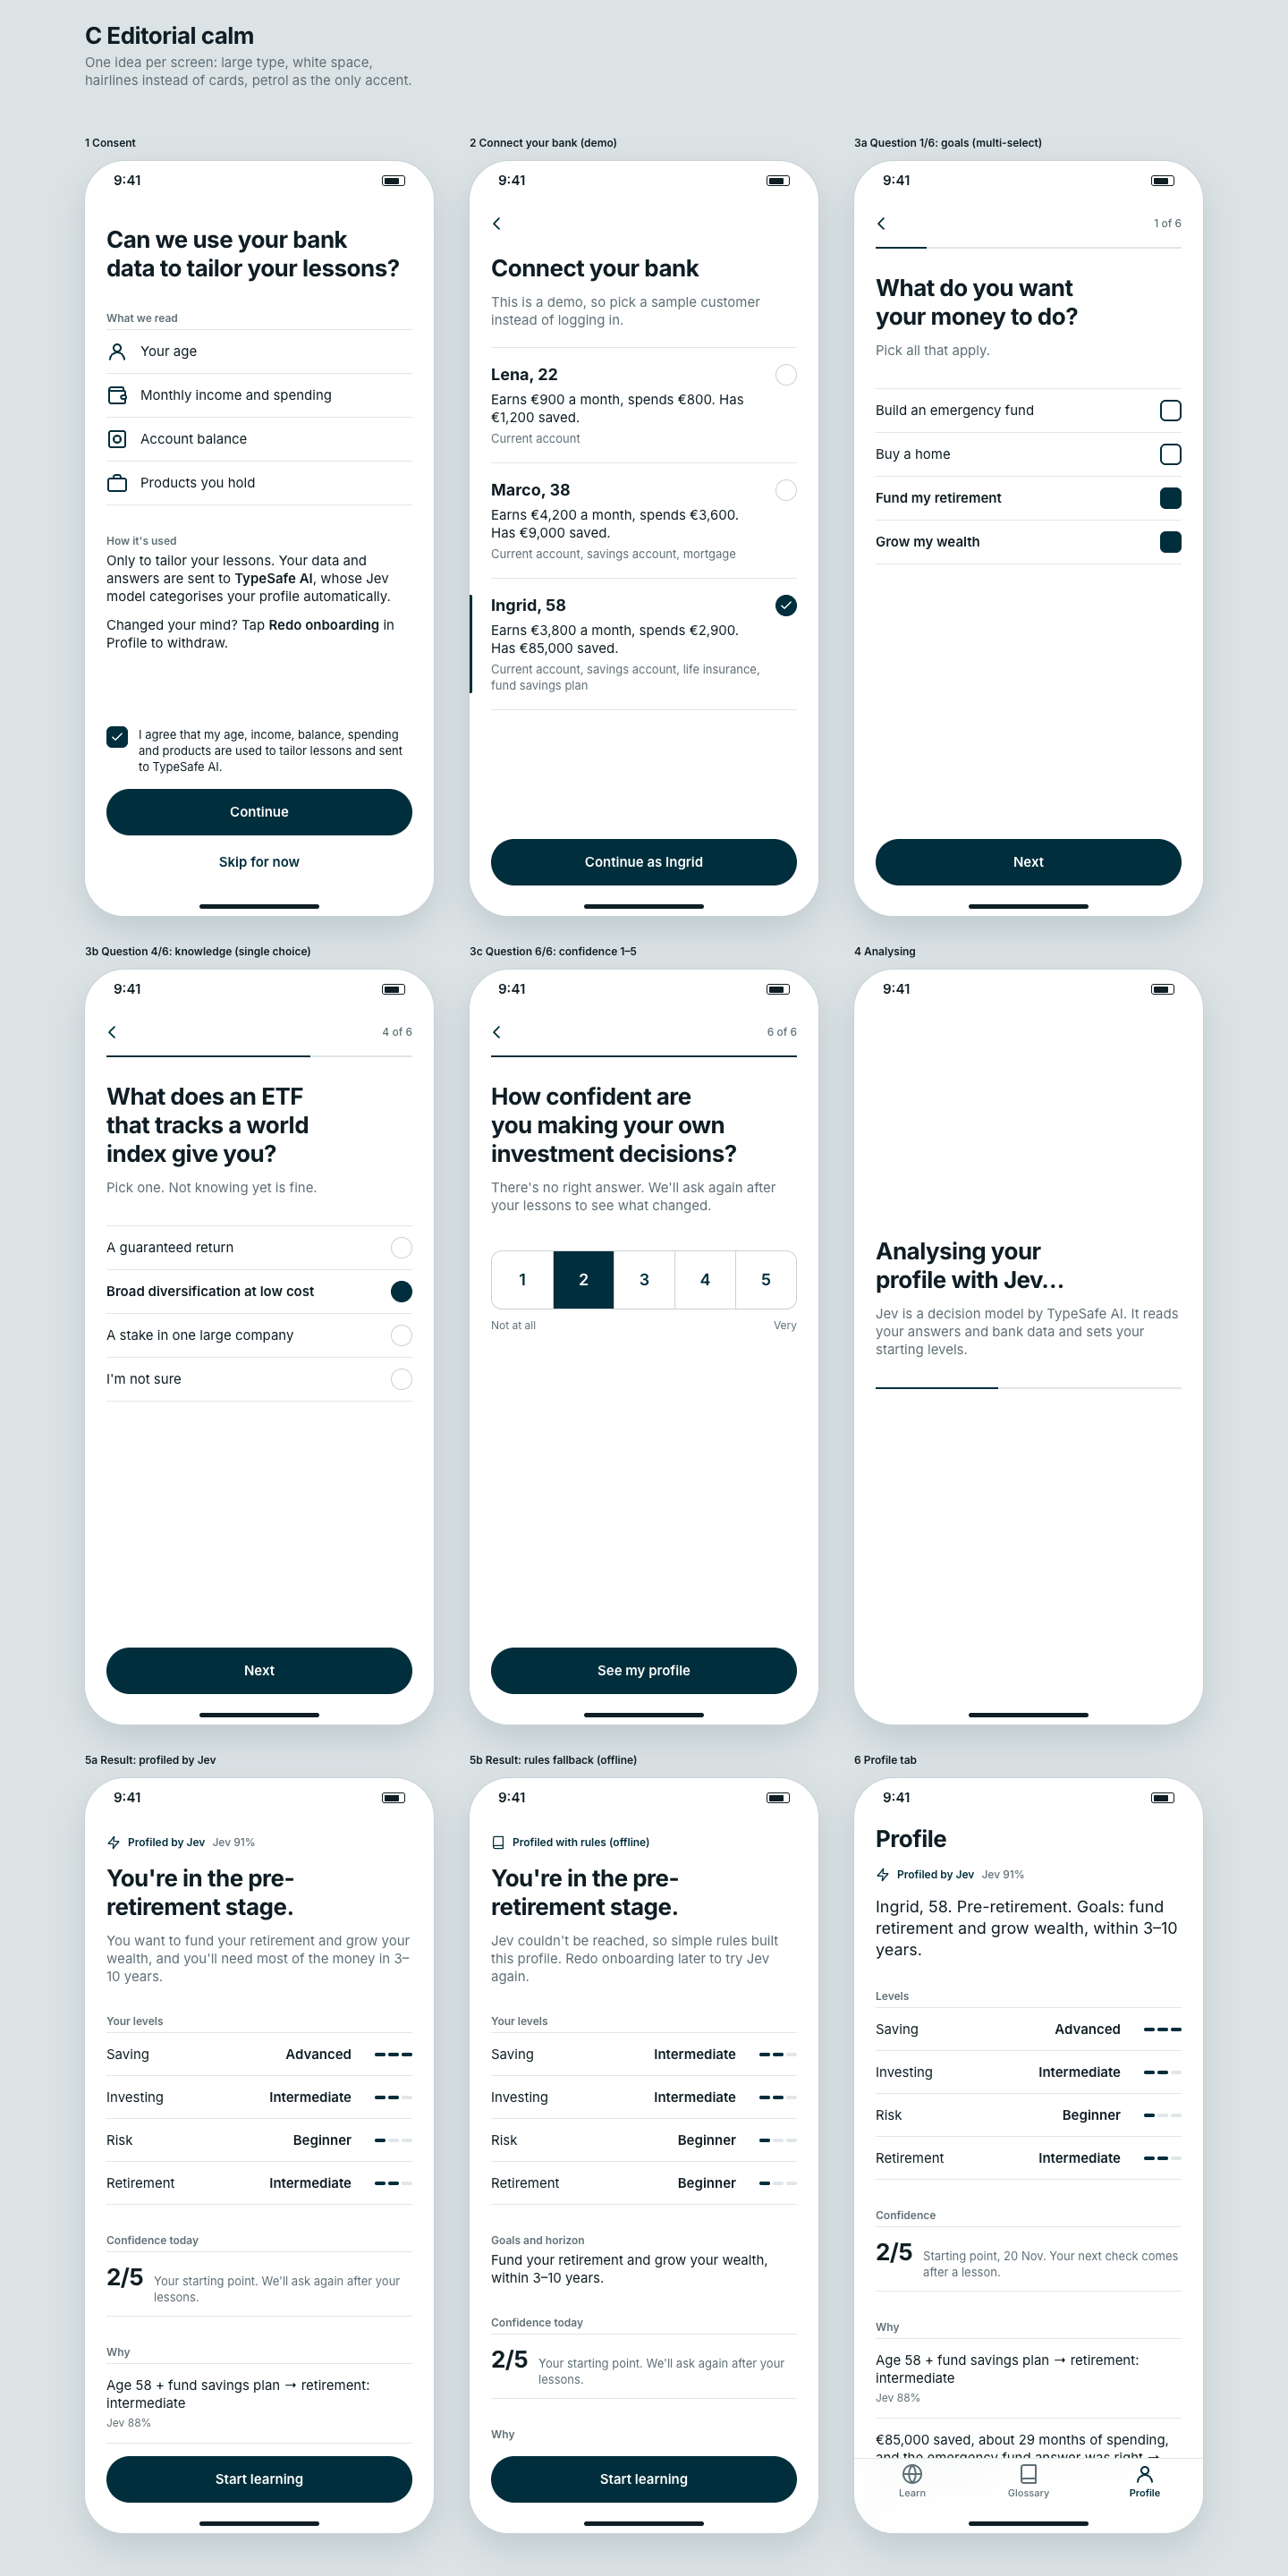 C Editorial calm
One idea per screen: large type, white space,
hairlines instead of cards, petrol as the only accent.
1 Consent
9:41
Can we use your bank
data to tailor your lessons?
What we read
Your age
Monthly income and spending
Account balance
Products you hold
How it's used
Only to tailor your lessons. Your data and
answers are sent to TypeSafe AI, whose Jev
model categorises your profile automatically.
Changed your mind? Tap Redo onboarding in
Profile to withdraw.
I agree that my age, income, balance, spending
and products are used to tailor lessons and sent
to TypeSafe AI.
Continue
Skip for now
2 Connect your bank (demo)
9:41
Connect your bank
This is a demo, so pick a sample customer
instead of logging in.
Lena, 22
Earns €900 a month, spends €800. Has
€1,200 saved.
Current account
Marco, 38
Earns €4,200 a month, spends €3,600.
Has €9,000 saved.
Current account, savings account, mortgage
Ingrid, 58
Earns €3,800 a month, spends €2,900.
Has €85,000 saved.
Current account, savings account, life insurance,
fund savings plan
Continue as Ingrid
3a Question 1/6: goals (multi-select)
9:41
1 of 6
What do you want
your money to do?
Pick all that apply.
Build an emergency fund
Buy a home
Fund my retirement
Grow my wealth
Next
3b Question 4/6: knowledge (single choice)
9:41
4 of 6
What does an ETF
that tracks a world
index give you?
Pick one. Not knowing yet is fine.
A guaranteed return
Broad diversification at low cost
A stake in one large company
I'm not sure
Next
3c Question 6/6: confidence 1–5
9:41
6 of 6
How confident are
you making your own
investment decisions?
There's no right answer. We'll ask again after
your lessons to see what changed.
1 2 3 4 5
Not at all Very
See my profile
4 Analysing
9:41
Analysing your
profile with Jev…
Jev is a decision model by TypeSafe AI. It reads
your answers and bank data and sets your
starting levels.
5a Result: profiled by Jev
9:41
Profiled by Jev Jev 91%
You're in the pre-
retirement stage.
You want to fund your retirement and grow your
wealth, and you'll need most of the money in 3–
10 years.
Your levels
Saving Advanced
Investing Intermediate
Risk Beginner
Retirement Intermediate
Confidence today
2/5 Your starting point. We'll ask again after your
lessons.
Why
Age 58 + fund savings plan → retirement:
intermediate
Jev 88%
Start learning
5b Result: rules fallback (offline)
9:41
Profiled with rules (offline)
You're in the pre-
retirement stage.
Jev couldn't be reached, so simple rules built
this profile. Redo onboarding later to try Jev
again.
Your levels
Saving Intermediate
Investing Intermediate
Risk Beginner
Retirement Beginner
Goals and horizon
Fund your retirement and grow your wealth,
within 3–10 years.
Confidence today
2/5 Your starting point. We'll ask again after your
lessons.
Why
Start learning
6 Profile tab
9:41
Profile
Profiled by Jev Jev 91%
Ingrid, 58. Pre-retirement. Goals: fund
retirement and grow wealth, within 3–10
years.
Levels
Saving Advanced
Investing Intermediate
Risk Beginner
Retirement Intermediate
Confidence
2/5 Starting point, 20 Nov. Your next check comes
after a lesson.
Why
Age 58 + fund savings plan → retirement:
intermediate
Jev 88%
€85,000 saved, about 29 months of spending,
and the emergency fund answer was right →
Learn Glossary Profile